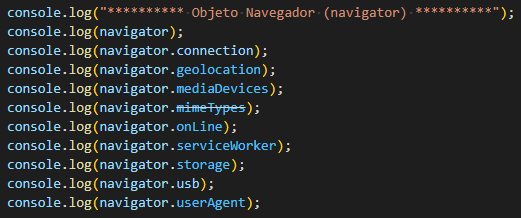 console.log("********** Objeto Navegador (navigator) **********");
console.log(navigator);
console.log(navigator.connection);
console.log(navigator.geolocation);
console.log(navigator.mediaDevices);
console.log(navigator.mimeTypes);
console.log(navigator.onLine);
console.log(navigator.serviceWorker);
console.log(navigator.storage);
console.log(navigator.usb);
console.log(navigator.userAgent);